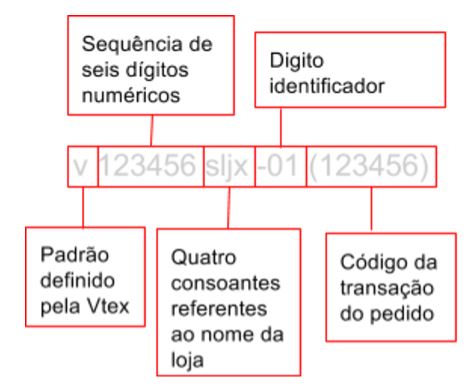 Sequência de
seis dígitos
numéricos
Digito
identificador
v 123456 sljx -01 (123456)
Padrão
definido
pela Vtex
Quatro
consoantes
referentes
ao nome da
loja
Código da
transação
do pedido